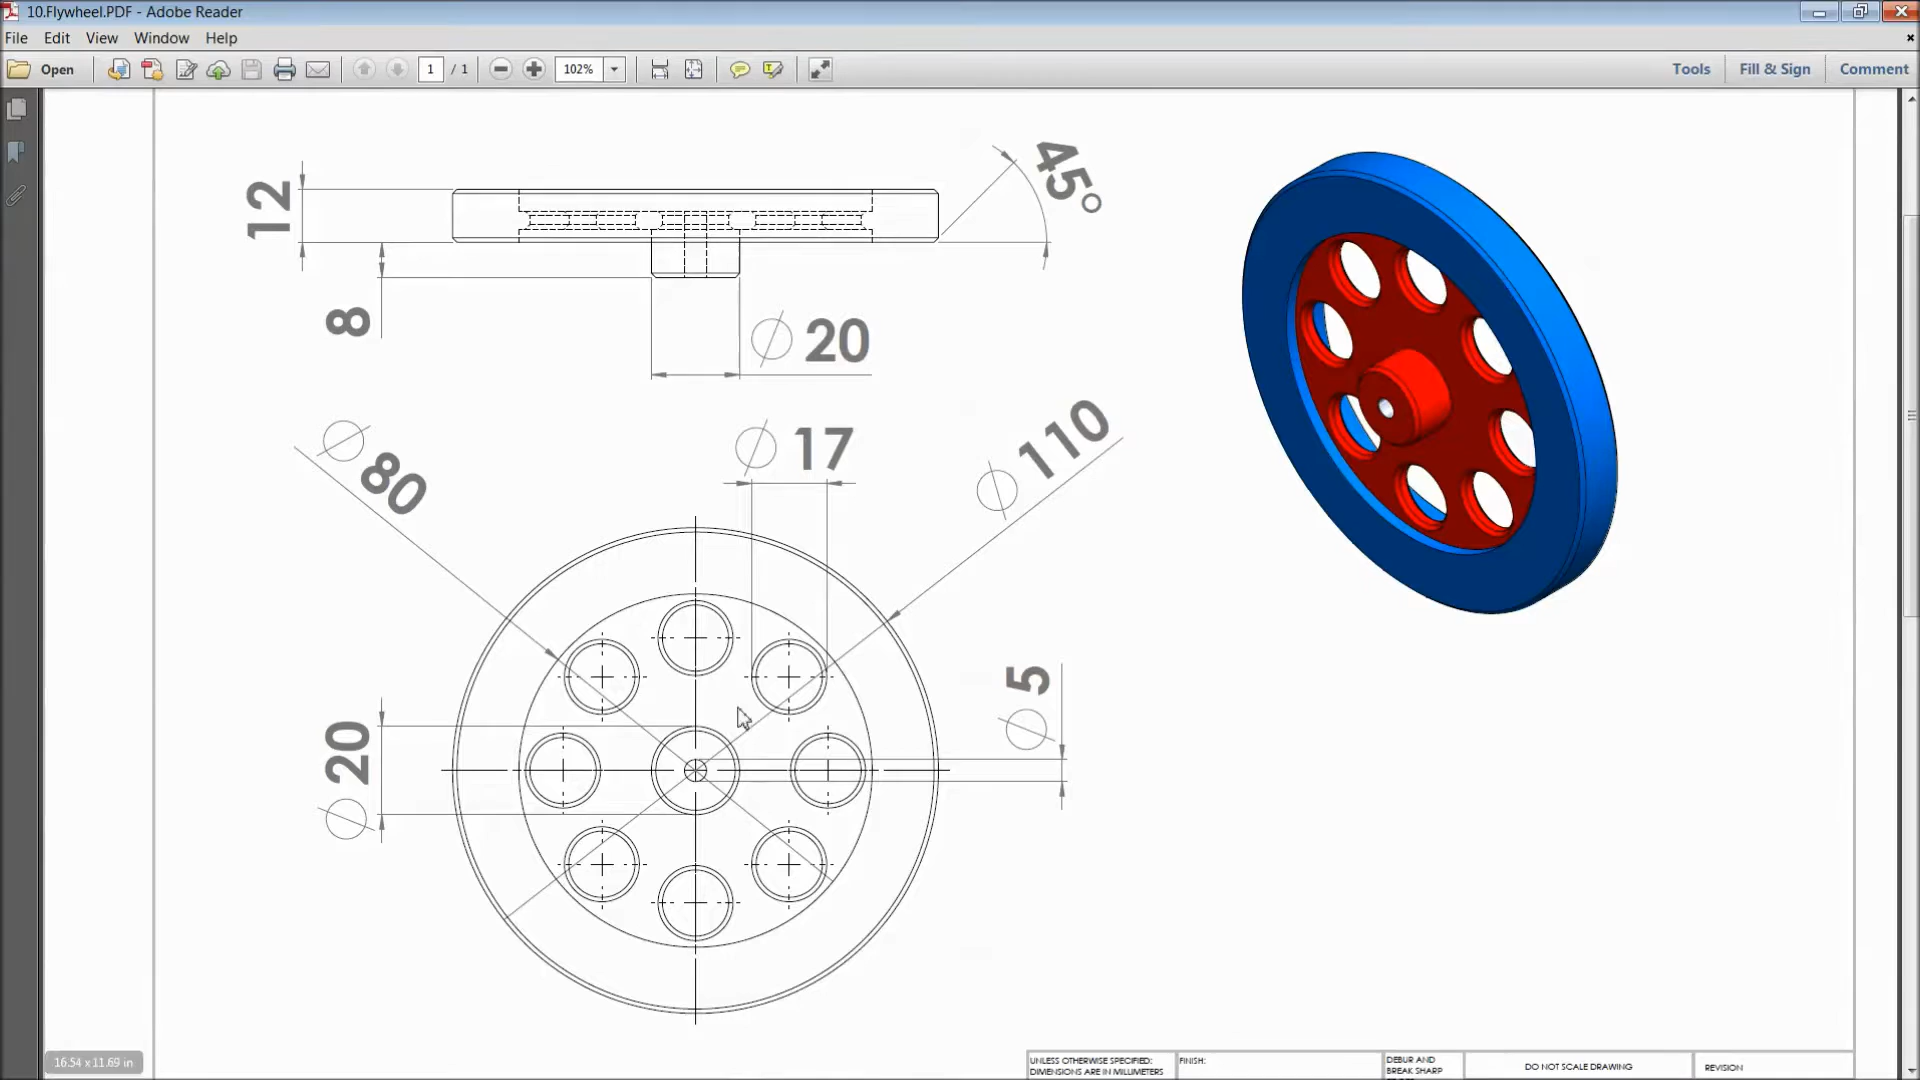 10.Flywheel.PDF - Adobe Reader
File Edit View Window Help
Open 1 / 1 102% Tools Fill & Sign Comment
12
45°
8
∅ 20
∅ 17
∅ 110
∅ 80
∅ 5
∅ 20
16.54 x 11.69 in
UNLESS OTHERWISE SPECIFIED:
DIMENSIONS ARE IN MILLIMETERS
FINISH:
DEBUR AND
BREAK SHARP
DO NOT SCALE DRAWING
REVISION